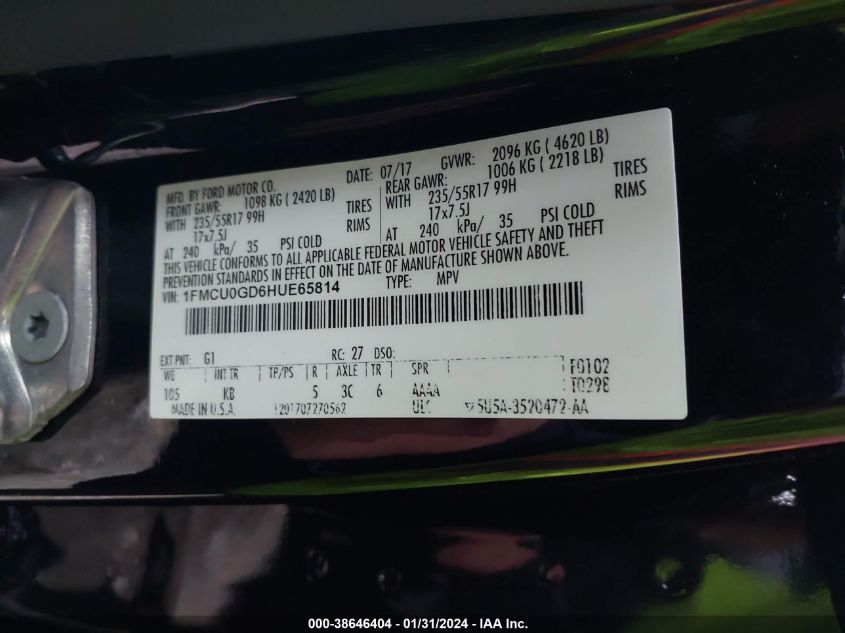 MFD. BY FORD MOTOR CO.
DATE: 07/17 GVWR: 2096 KG ( 4620 LB)
FRONT GAWR: 1098 KG ( 2420 LB)
REAR GAWR: 1006 KG ( 2218 LB)
WITH 235/55R17 99H TIRES
WITH 235/55R17 99H TIRES
17x7.5J RIMS
17x7.5J RIMS
AT 240 kPa/ 35 PSI COLD
AT 240 kPa/ 35 PSI COLD
THIS VEHICLE CONFORMS TO ALL APPLICABLE FEDERAL MOTOR VEHICLE SAFETY AND THEFT
PREVENTION STANDARDS IN EFFECT ON THE DATE OF MANUFACTURE SHOWN ABOVE.
VIN: 1FMCU0GD6HUE65814 TYPE: MPV
EXT PNT: G1 RC: 27 DSO: F0102
WB INT TR TP/PS R AXLE TR SPR T0298
105 KB 5 3C 6 AAAA
MADE IN U.S.A. 5U5A-3520472-AA
000-38646404 - 01/31/2024 - IAA Inc.